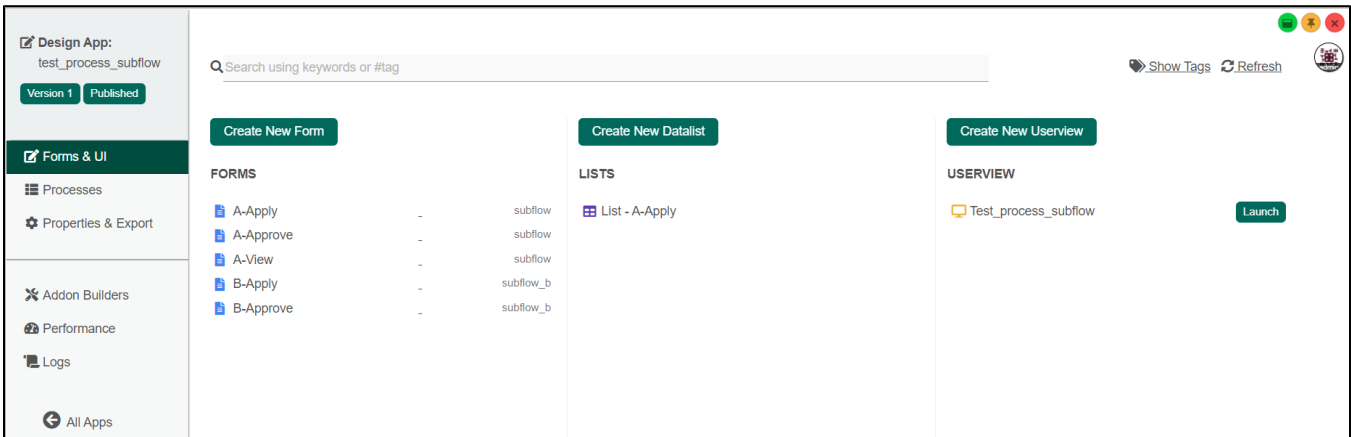 Design App:
test_process_subflow
Version 1 Published
Forms & UI
Processes
Properties & Export
Addon Builders
Performance
Logs
All Apps
Search using keywords or #tag
Show Tags Refresh
Create New Form
FORMS
A-Apply _ subflow
A-Approve _ subflow
A-View _ subflow
B-Apply _ subflow_b
B-Approve _ subflow_b
Create New Datalist
LISTS
List - A-Apply
Create New Userview
USERVIEW
Test_process_subflow Launch